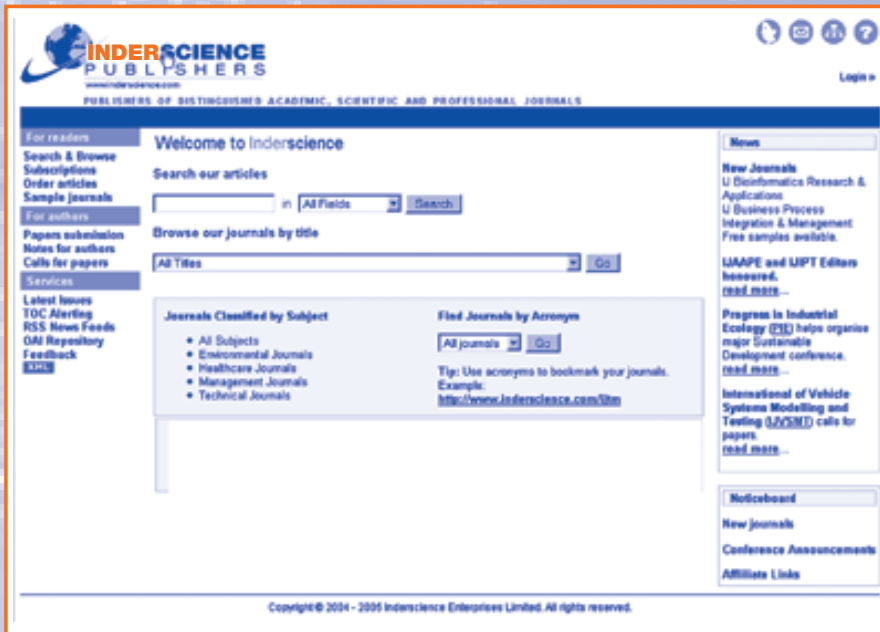 INDERSCIENCE
PUBLISHERS
www.inderscience.com
PUBLISHERS OF DISTINGUISHED ACADEMIC, SCIENTIFIC AND PROFESSIONAL JOURNALS
Login »
For readers
Search & Browse
Subscriptions
Order articles
Sample journals
For authors
Papers submission
Notes for authors
Calls for papers
Services
Latest Issues
TOC Alerting
RSS News Feeds
OAI Repository
Feedback
XML
Welcome to Inderscience
Search our articles
in All Fields Search
Browse our journals by title
All Titles Go
Journals Classified by Subject
All Subjects
Environmental Journals
Healthcare Journals
Management Journals
Technical Journals
Find Journals by Acronym
All journals Go
Tip: Use acronyms to bookmark your journals.
Example:
http://www.inderscience.com/ijtm
News
New Journals
IJ Bioinformatics Research &
Applications
IJ Business Process
Integration & Management
Free samples available.
IJAAPE and IJIPT Editors
honoured.
read more...
Progress in Industrial
Ecology (PIE) helps organise
major Sustainable
Development conference.
read more...
International of Vehicle
Systems Modelling and
Testing (IJVSMT) calls for
papers.
read more...
Noticeboard
New journals
Conference Announcements
Affiliate Links
Copyright © 2004 - 2005 Inderscience Enterprises Limited. All rights reserved.